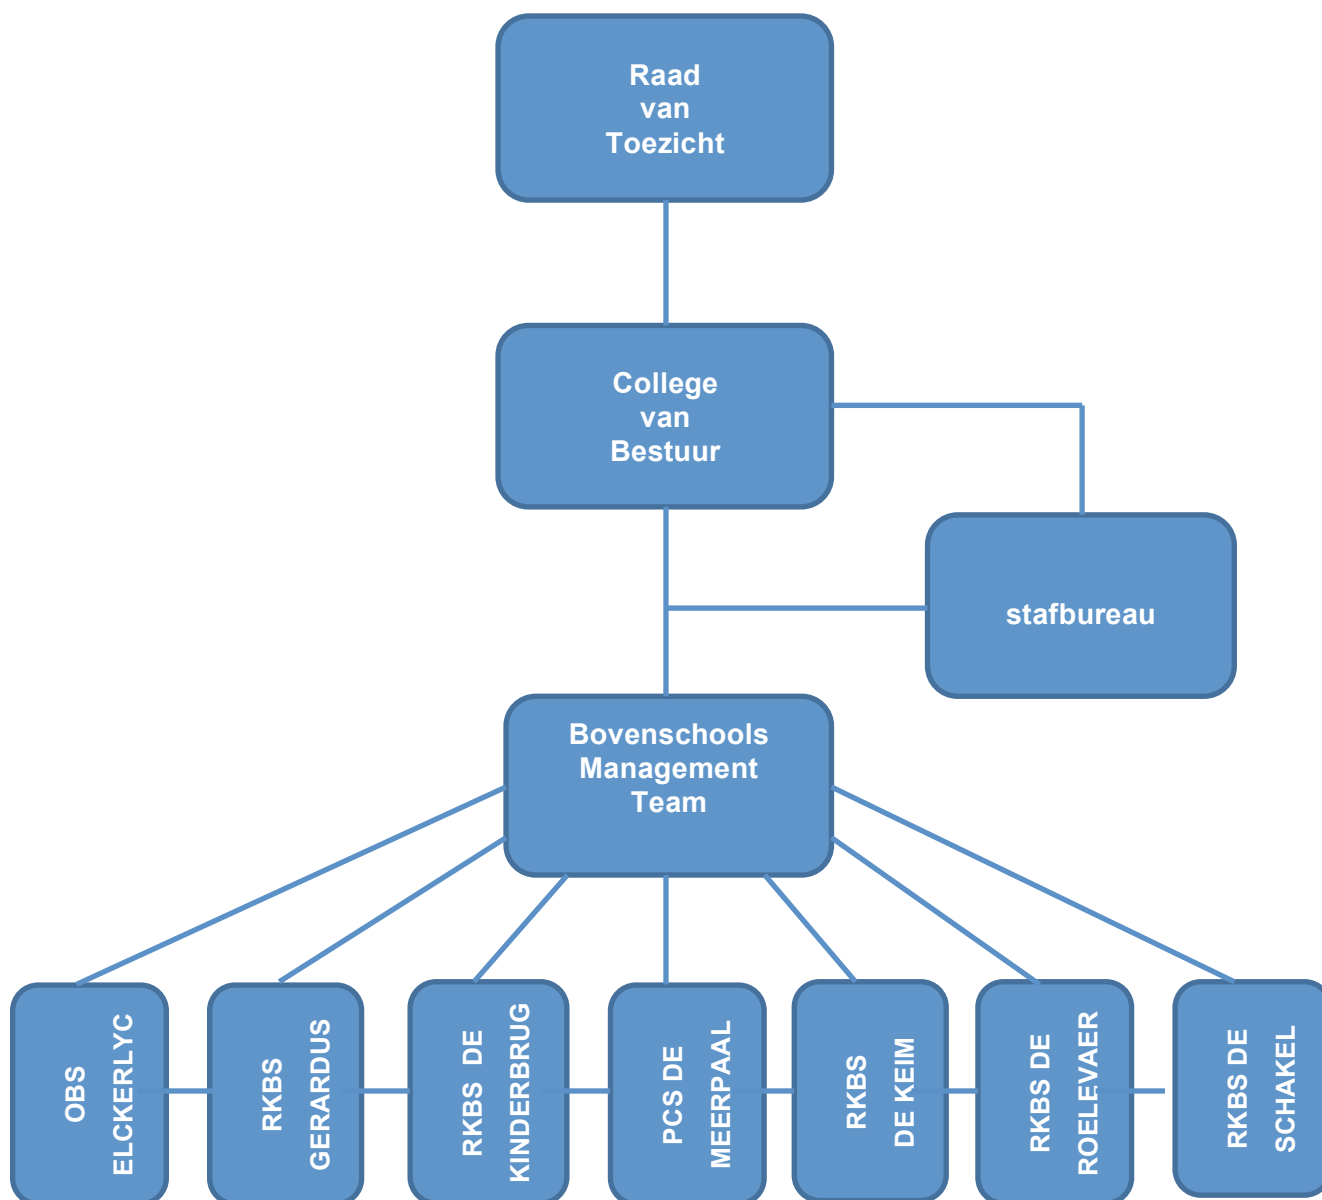 Raad
van
Toezicht
College
van
Bestuur
stafbureau
Bovenschools
Management
Team
OBS
ELCKERLYC
RKBS
GERARDUS
RKBS DE
KINDERBRUG
PCS DE
MEERPAAL
RKBS
DE KEIM
RKBS DE
ROELEVAER
RKBS DE
SCHAKEL